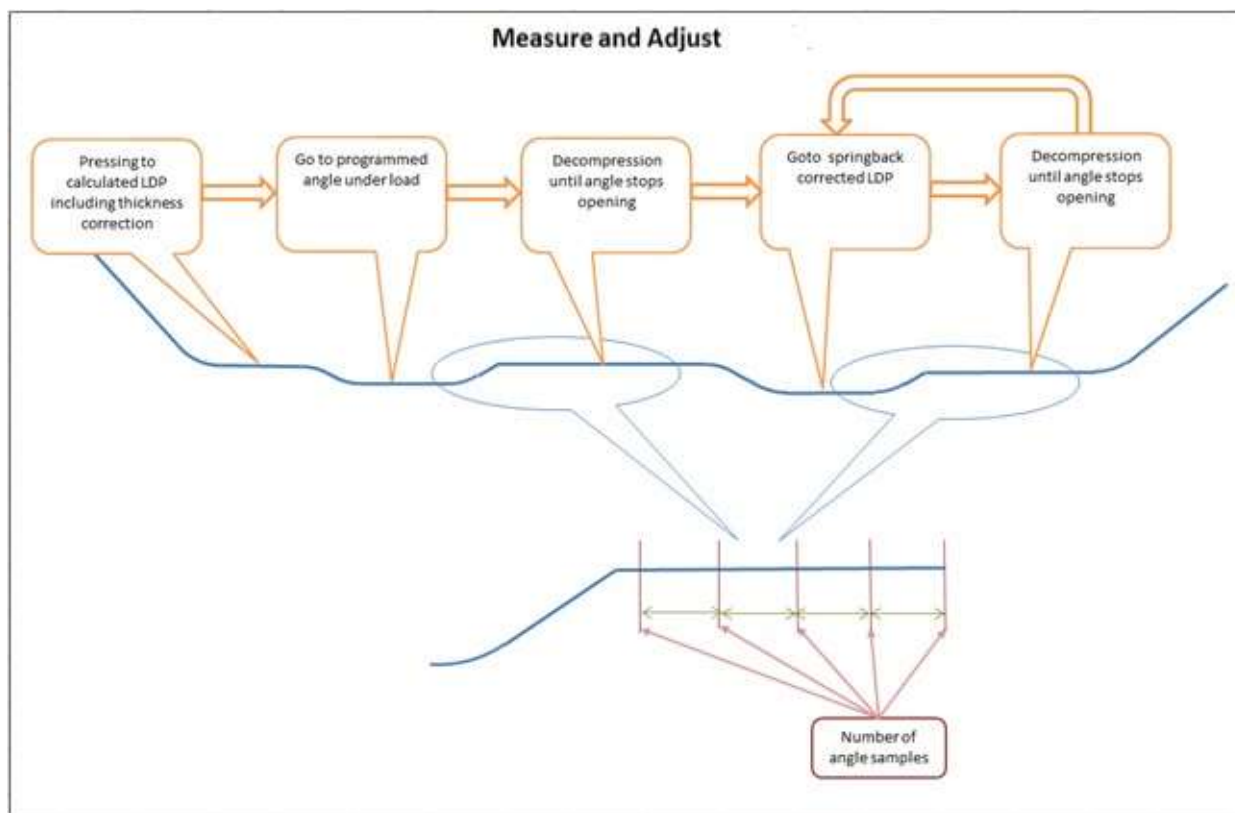 Measure and Adjust
Pressing to
calculated LDP
including thickness
correction
Go to programmed
angle under load
Decompression
until angle stops
opening
Goto springback
corrected LDP
Decompression
until angle stops
opening
Number of
angle samples